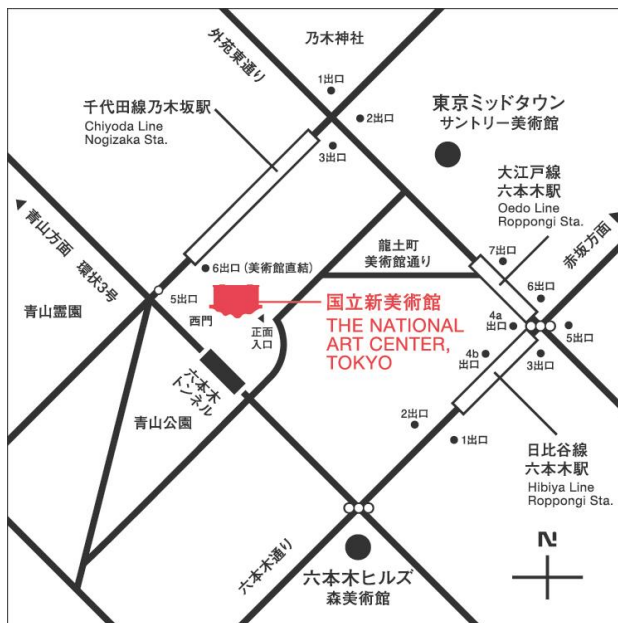 乃木神社
外苑東通り
1出口
2出口
3出口
千代田線乃木坂駅
Chiyoda Line
Nogizaka Sta.
東京ミッドタウン
サントリー美術館
大江戸線
六本木駅
Oedo Line
Roppongi Sta.
赤坂方面
青山方面 環状3号
龍土町
美術館通り
7出口
6出口
6出口(美術館直結)
5出口
西門
正面
入口
国立新美術館
THE NATIONAL
ART CENTER,
TOKYO
4a
出口
5出口
4b
出口
3出口
青山霊園
六本木
トンネル
青山公園
2出口
1出口
日比谷線
六本木駅
Hibiya Line
Roppongi Sta.
六本木通り
六本木ヒルズ
森美術館
N